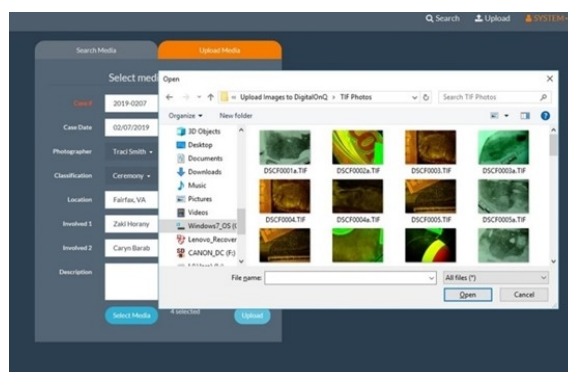 Search Upload SYSTEM
Search Media Upload Media
Select medi
Open
« Upload Images to DigitalOnQ > TIF Photos Search TIF Photos
Organize New folder
Case # 2019-0207
Case Date 02/07/2019
Photographer Traci Smith
Classification Ceremony
Location Fairfax, VA
Involved 1 Zaki Horany
Involved 2 Caryn Barab
Description
3D Objects
Desktop
Documents
Downloads
Music
Pictures
Videos
Windows7_OS (C
Lenovo_Recover
CANON_DC (F:)
DSCF0001a.TIF DSCF0002a.TIF DSCF0003.TIF DSCF0003a.TIF
DSCF0004.TIF DSCF0004e.TIF DSCF0005.TIF DSCF0005a.TIF
File name: All files (*)
Open Cancel
Select Media 4 selected Upload